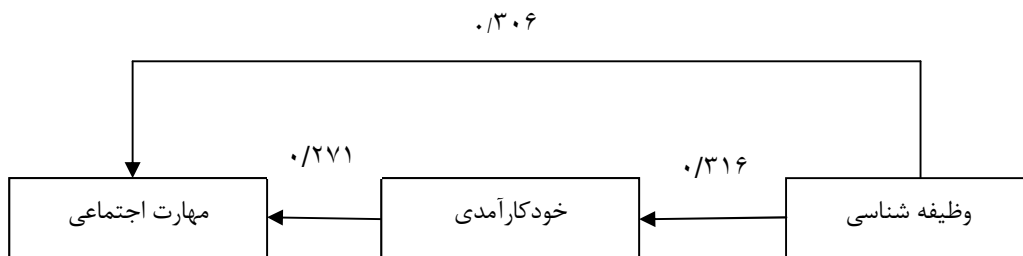 ۰/۳۰۶
۰/۲۷۱
۰/۳۱۶
وظیفه شناسی
خودکارآمدی
مهارت اجتماعی